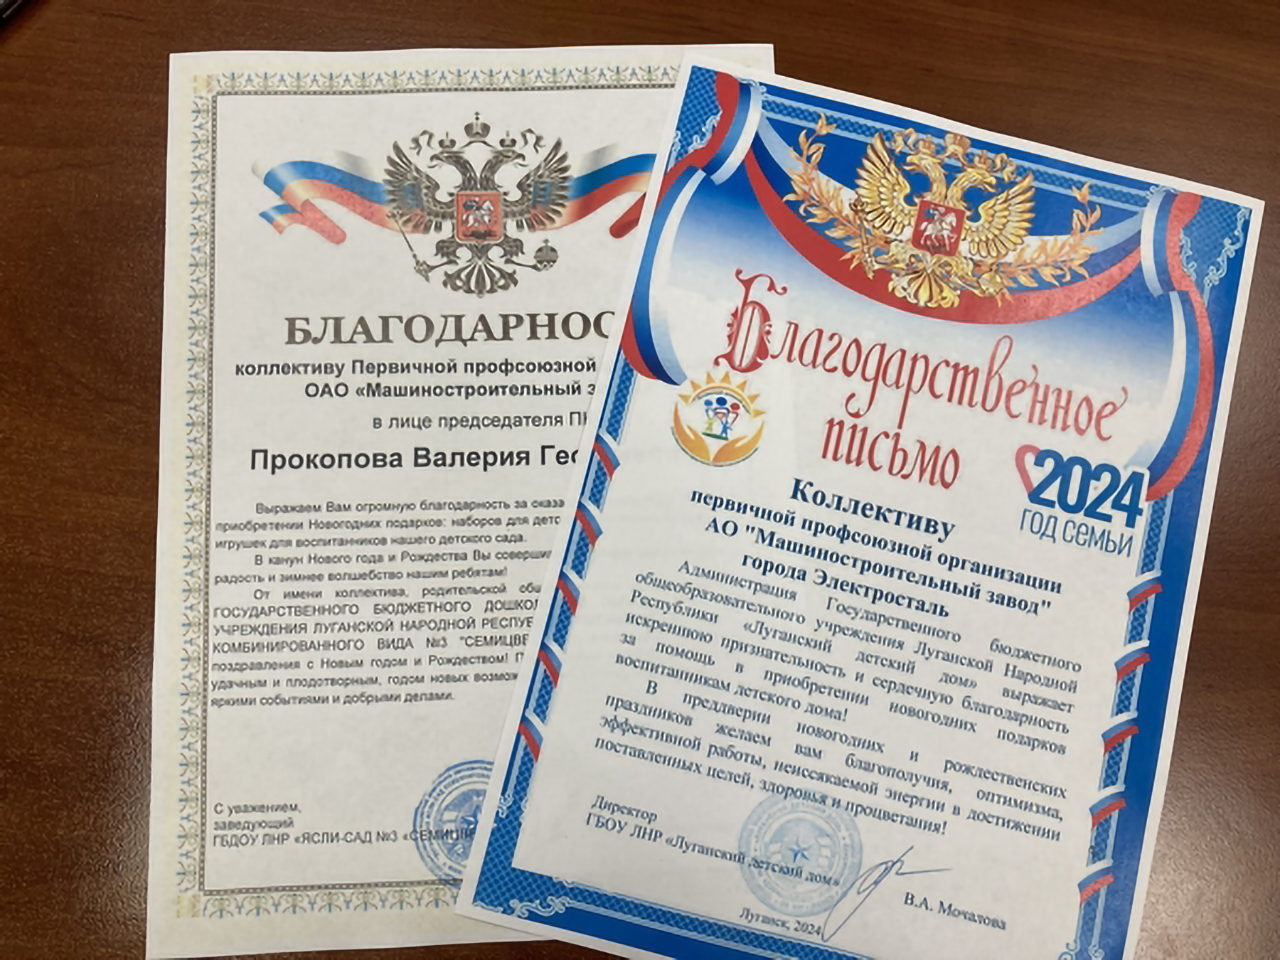 БЛАГОДАРНОС
коллективу Первичной профсоюзной
ОАО «Машиностроительный з
в лице председателя П
Прокопова Валерия Гео
Выражаем Вам огромную благодарность за оказа
приобретении Новогодних подарков: наборов для детс
игрушек для воспитанников нашего детского сада.
В канун Нового года и Рождества Вы совершил
радость и зимнее волшебство нашим ребятам!
От имени коллектива, родительской общ
ГОСУДАРСТВЕННОГО БЮДЖЕТНОГО ДОШКОЛ
УЧРЕЖДЕНИЯ ЛУГАНСКОЙ НАРОДНОЙ РЕСПУБ
КОМБИНИРОВАННОГО ВИДА №3 "СЕМИЦВЕ
поздравления с Новым годом и Рождеством! П
удачным и плодотворным, годом новых возмож
яркими событиями и добрыми делами.
С уважением,
заведующий
ГБДОУ ЛНР «ЯСЛИ-САД №3 «СЕМИЦВЕ
Благодарственное
письмо
2024
ГОД СЕМЬИ
Коллективу
первичной профсоюзной организации
АО "Машиностроительный завод"
города Электросталь
Администрация Государственного бюджетного
общеобразовательного учреждения Луганской Народной
Республики «Луганский детский дом» выражает
искреннюю признательность и сердечную благодарность
за помощь в приобретении новогодних подарков
воспитанникам детского дома!
В преддверии новогодних и рождественских
праздников желаем вам благополучия, оптимизма,
эффективной работы, неиссякаемой энергии в достижении
поставленных целей, здоровья и процветания!
Директор
ГБОУ ЛНР «Луганский детский дом»
В.А. Мочалова
Луганск, 2024